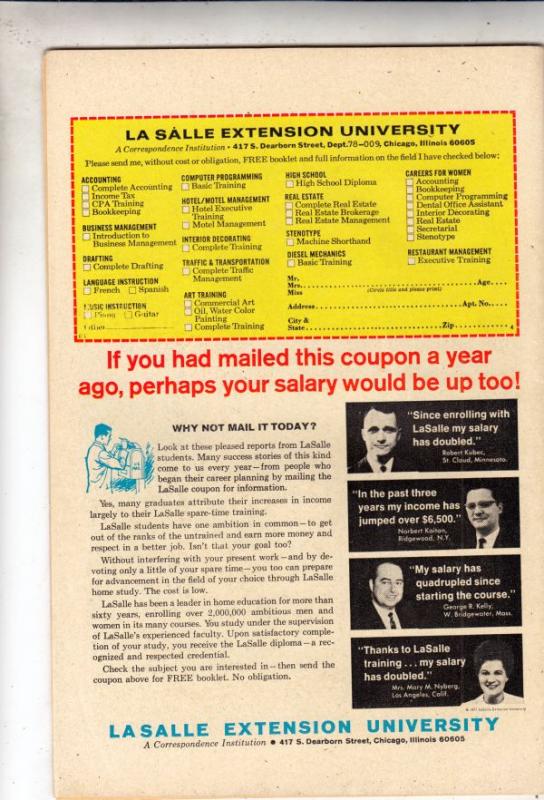 LA SALLE EXTENSION UNIVERSITY
A Correspondence Institution • 417 S. Dearborn Street, Dept. 78-009, Chicago, Illinois 60605
Please send me, without cost or obligation, FREE booklet and full information on the field I have checked below:
ACCOUNTING
Complete Accounting
Income Tax
CPA Training
Bookkeeping
BUSINESS MANAGEMENT
Introduction to
Business Management
DRAFTING
Complete Drafting
LANGUAGE INSTRUCTION
French Spanish
MUSIC INSTRUCTION
Piano Guitar
Other
COMPUTER PROGRAMMING
Basic Training
HOTEL/MOTEL MANAGEMENT
Hotel Executive
Training
Motel Management
INTERIOR DECORATING
Complete Training
TRAFFIC & TRANSPORTATION
Complete Traffic
Management
ART TRAINING
Commercial Art
Oil, Water Color
Painting
Complete Training
HIGH SCHOOL
High School Diploma
REAL ESTATE
Complete Real Estate
Real Estate Brokerage
Real Estate Management
STENOTYPE
Machine Shorthand
DIESEL MECHANICS
Basic Training
CAREERS FOR WOMEN
Accounting
Bookkeeping
Computer Programming
Dental Office Assistant
Interior Decorating
Real Estate
Secretarial
Stenotype
RESTAURANT MANAGEMENT
Executive Training
Mr.
Mrs. Age
Miss (Circle title and please print)
Address Apt. No.
City &
State Zip 4
If you had mailed this coupon a year
ago, perhaps your salary would be up too!
WHY NOT MAIL IT TODAY?
Look at these pleased reports from LaSalle
students. Many success stories of this kind
come to us every year—from people who
began their career planning by mailing the
LaSalle coupon for information.
Yes, many graduates attribute their increases in income
largely to their LaSalle spare-time training.
LaSalle students have one ambition in common—to get
out of the ranks of the untrained and earn more money and
respect in a better job. Isn't that your goal too?
Without interfering with your present work—and by de-
voting only a little of your spare time—you too can prepare
for advancement in the field of your choice through LaSalle
home study. The cost is low.
LaSalle has been a leader in home education for more than
sixty years, enrolling over 2,000,000 ambitious men and
women in its many courses. You study under the supervision
of LaSalle's experienced faculty. Upon satisfactory comple-
tion of your study, you receive the LaSalle diploma—a rec-
ognized and respected credential.
Check the subject you are interested in—then send the
coupon above for FREE booklet. No obligation.
"Since enrolling with
LaSalle my salary
has doubled."
Robert Kubec,
St. Cloud, Minnesota.
"In the past three
years my income has
jumped over $6,500."
Norbert Kaiton,
Ridgewood, N.Y.
"My salary has
quadrupled since
starting the course."
George R. Kelly,
W. Bridgewater, Mass.
"Thanks to LaSalle
training . . . my salary
has doubled."
Mrs. Mary M. Nyberg,
Los Angeles, Calif.
LA SALLE EXTENSION UNIVERSITY
A Correspondence Institution • 417 S. Dearborn Street, Chicago, Illinois 60605